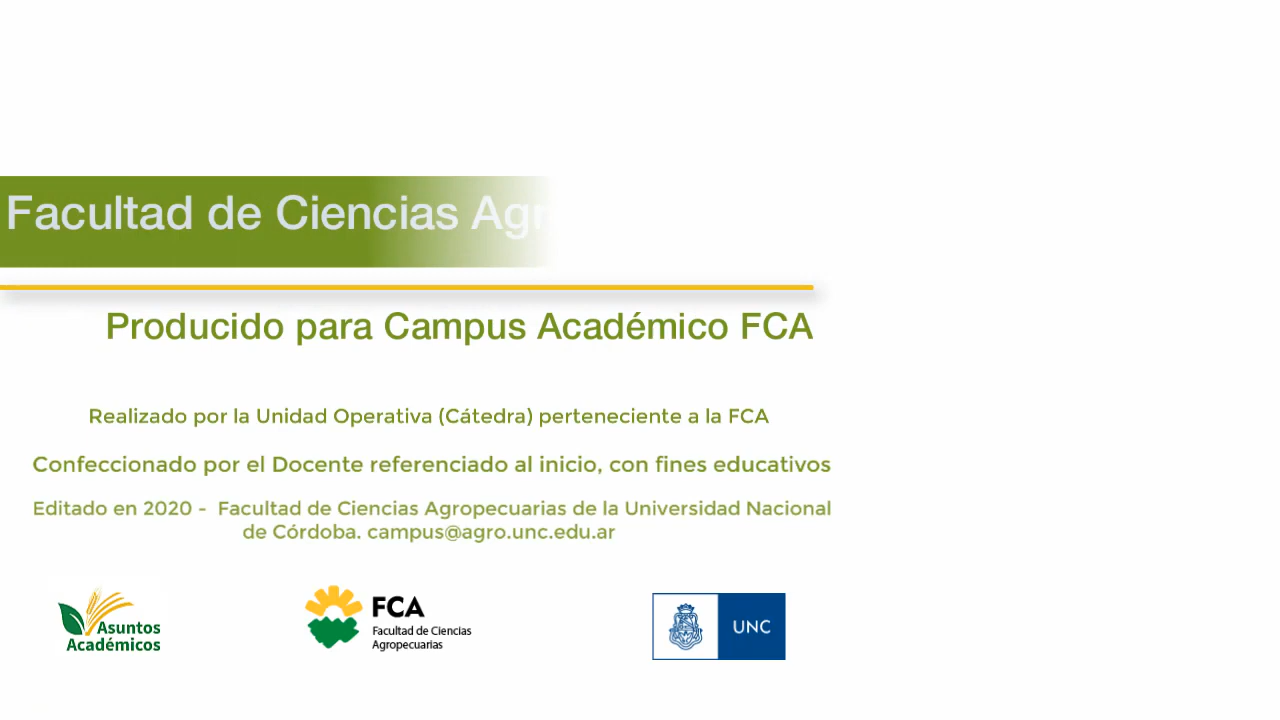 Facultad de Ciencias Agr
Producido para Campus Académico FCA
Realizado por la Unidad Operativa (Cátedra) perteneciente a la FCA
Confeccionado por el Docente referenciado al inicio, con fines educativos
Editado en 2020 - Facultad de Ciencias Agropecuarias de la Universidad Nacional
de Córdoba. campus@agro.unc.edu.ar
Asuntos
Académicos
FCA
Facultad de Ciencias
Agropecuarias
UNC